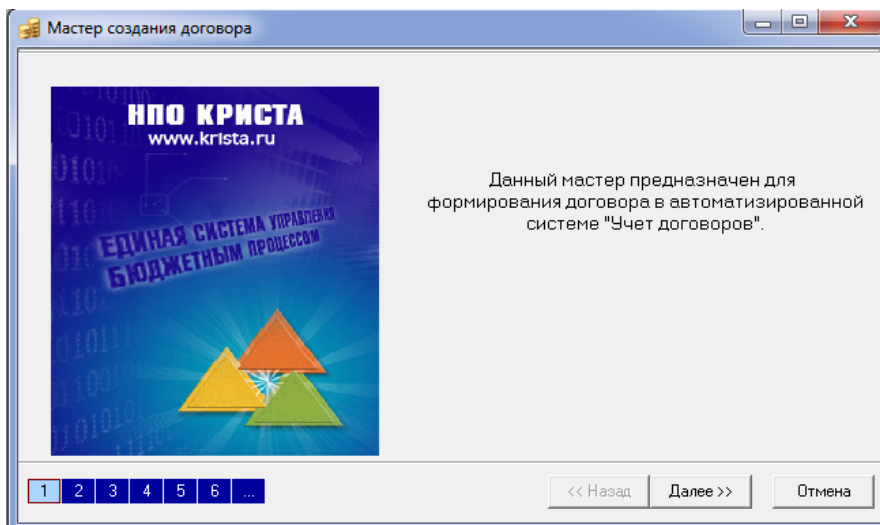 Мастер создания договора
НПО КРИСТА
www.krista.ru
ЕДИНАЯ СИСТЕМА УПРАВЛЕНИЯ
БЮДЖЕТНЫМ ПРОЦЕССОМ
Данный мастер предназначен для
формирования договора в автоматизированной
системе "Учет договоров".
1 2 3 4 5 6 ...
<< Назад Далее >> Отмена